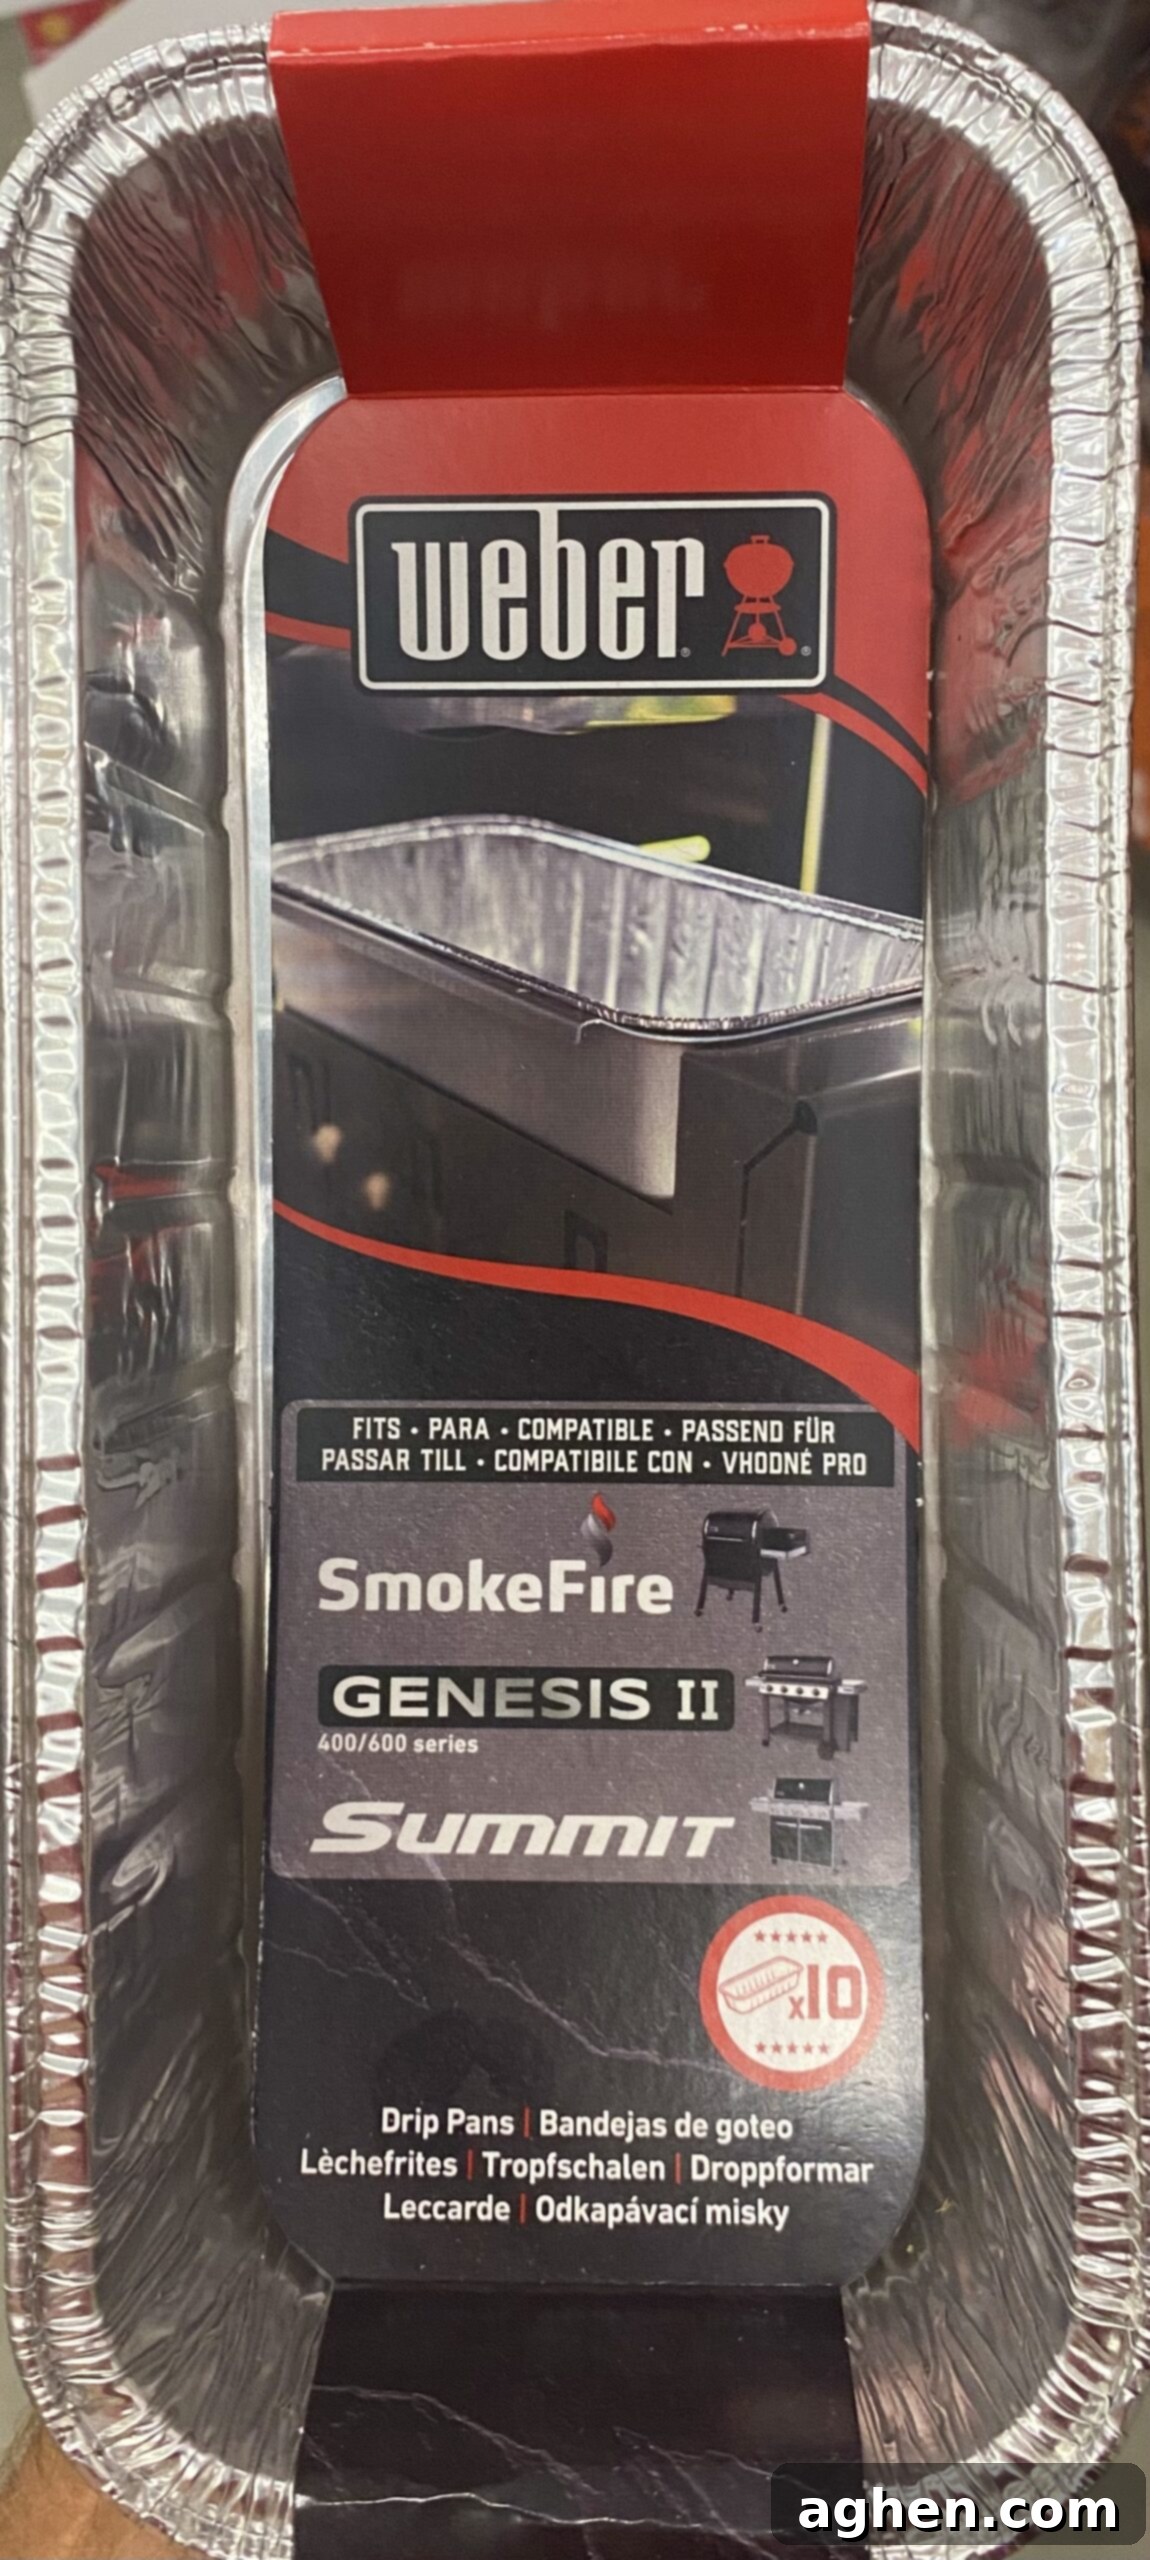 weber
FITS • PARA • COMPATIBLE • PASSEND FÜR
PASSAR TILL • COMPATIBILE CON • VHODNÉ PRO
SmokeFire
GENESIS II
400/600 series
SUMMIT
x10
Drip Pans | Bandejas de goteo
Lèchefrites | Tropfschalen | Droppformar
Leccarde | Odkapávací misky
aghen.com